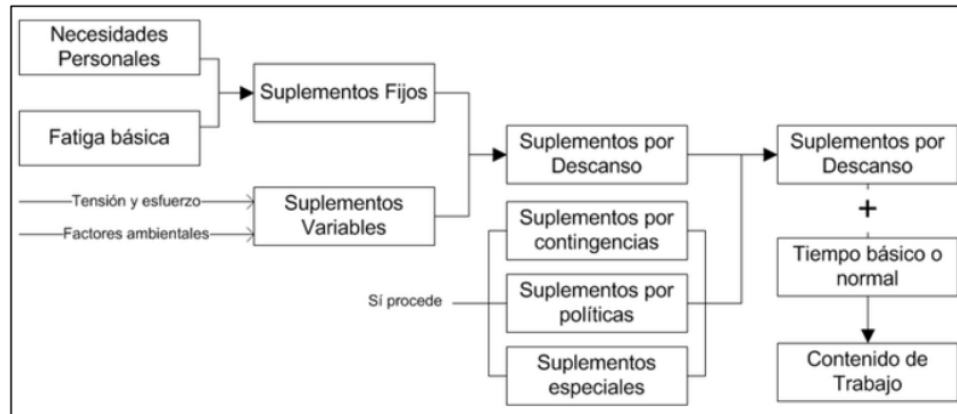 Necesidades
Personales
Fatiga básica
Tensión y esfuerzo
Factores ambientales
Suplementos Fijos
Suplementos
Variables
Sí procede
Suplementos por
Descanso
Suplementos por
contingencias
Suplementos por
políticas
Suplementos
especiales
Suplementos por
Descanso
+
Tiempo básico o
normal
Contenido de
Trabajo